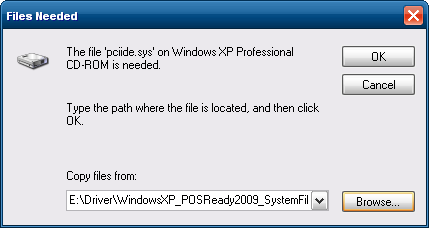 Files Needed
The file 'pciide.sys' on Windows XP Professional
CD-ROM is needed.
OK
Cancel
Type the path where the file is located, and then click
OK.
Copy files from:
E:\Driver\WindowsXP_POSReady2009_SystemFil
Browse...